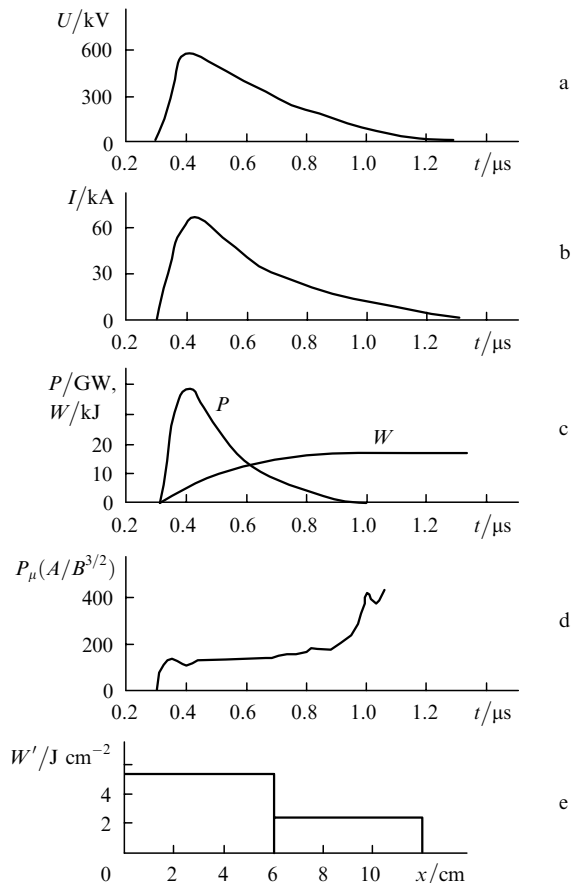 U/kV
600
300
0
0.2 0.4 0.6 0.8 1.0 1.2 t/μs
a
I/kA
60
30
0
0.2 0.4 0.6 0.8 1.0 1.2 t/μs
b
P/GW,
W/kJ
P
W
20
10
0
0.2 0.4 0.6 0.8 1.0 1.2 t/μs
c
Pμ(A/B^3/2)
400
200
0
0.2 0.4 0.6 0.8 1.0 1.2 t/μs
d
W′/J cm⁻²
4
2
0 2 4 6 8 10 x/cm
e